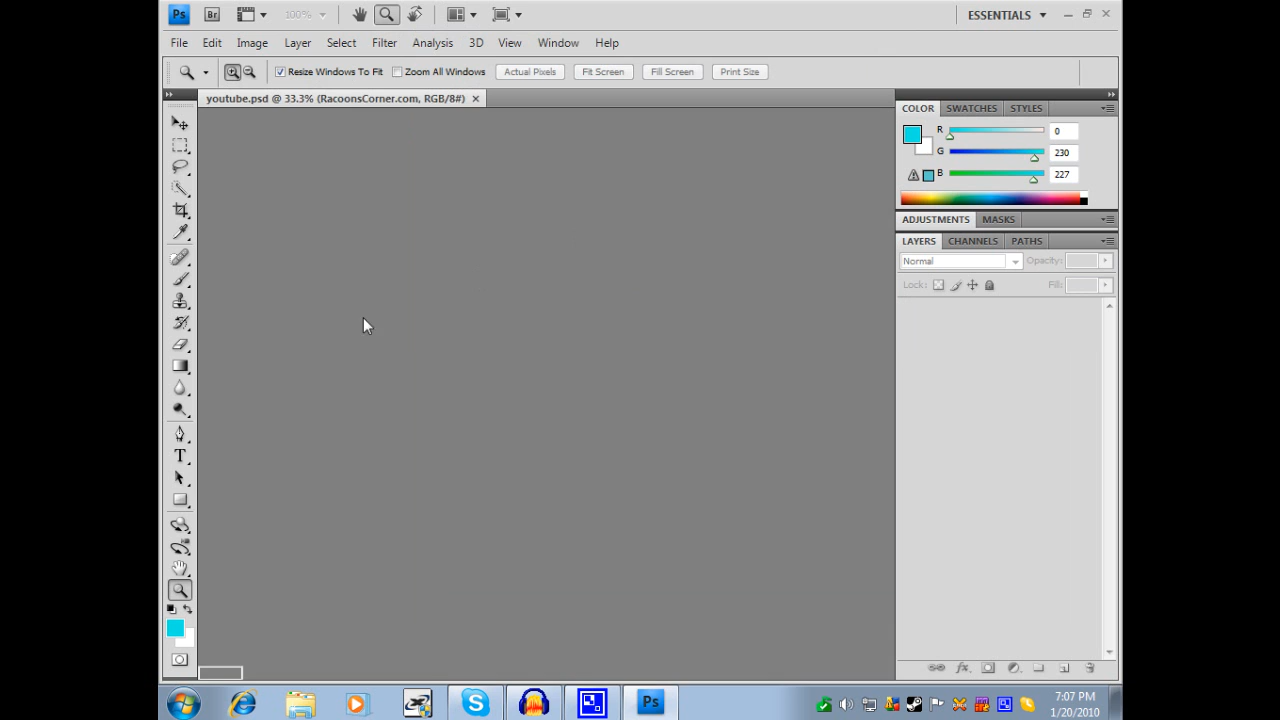 Ps Br 100% ESSENTIALS
File Edit Image Layer Select Filter Analysis 3D View Window Help
Resize Windows To Fit Zoom All Windows Actual Pixels Fit Screen Fill Screen Print Size
youtube.psd @ 33.3% (RacoonsCorner.com, RGB/8#)
COLOR SWATCHES STYLES
R 0
G 230
B 227
ADJUSTMENTS MASKS
LAYERS CHANNELS PATHS
Normal Opacity:
Lock: Fill:
T
fx
S Ps
7:07 PM
1/20/2010